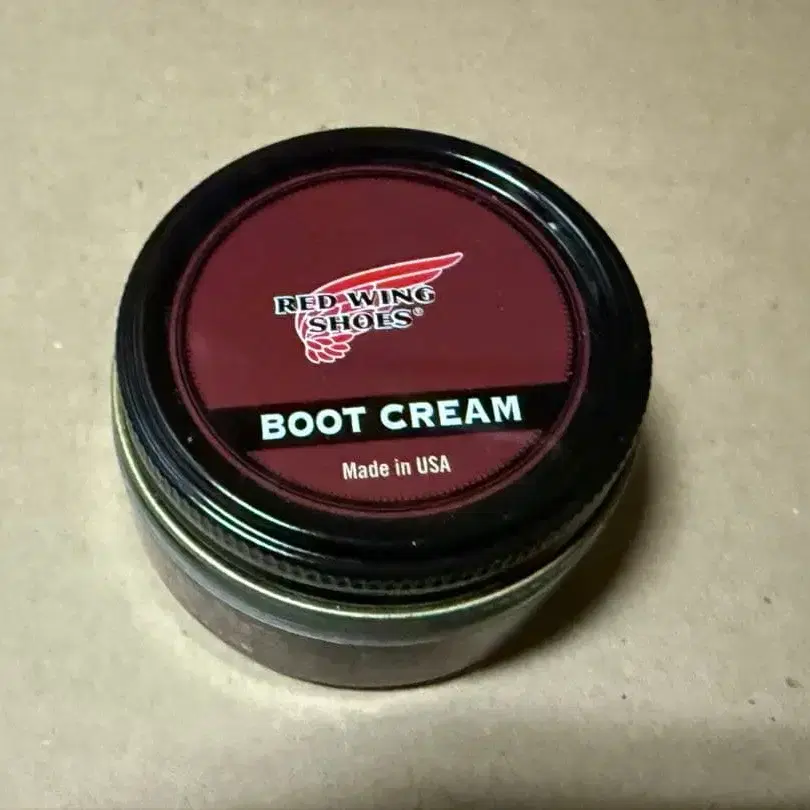 RED WING
SHOES®
BOOT CREAM
Made in USA